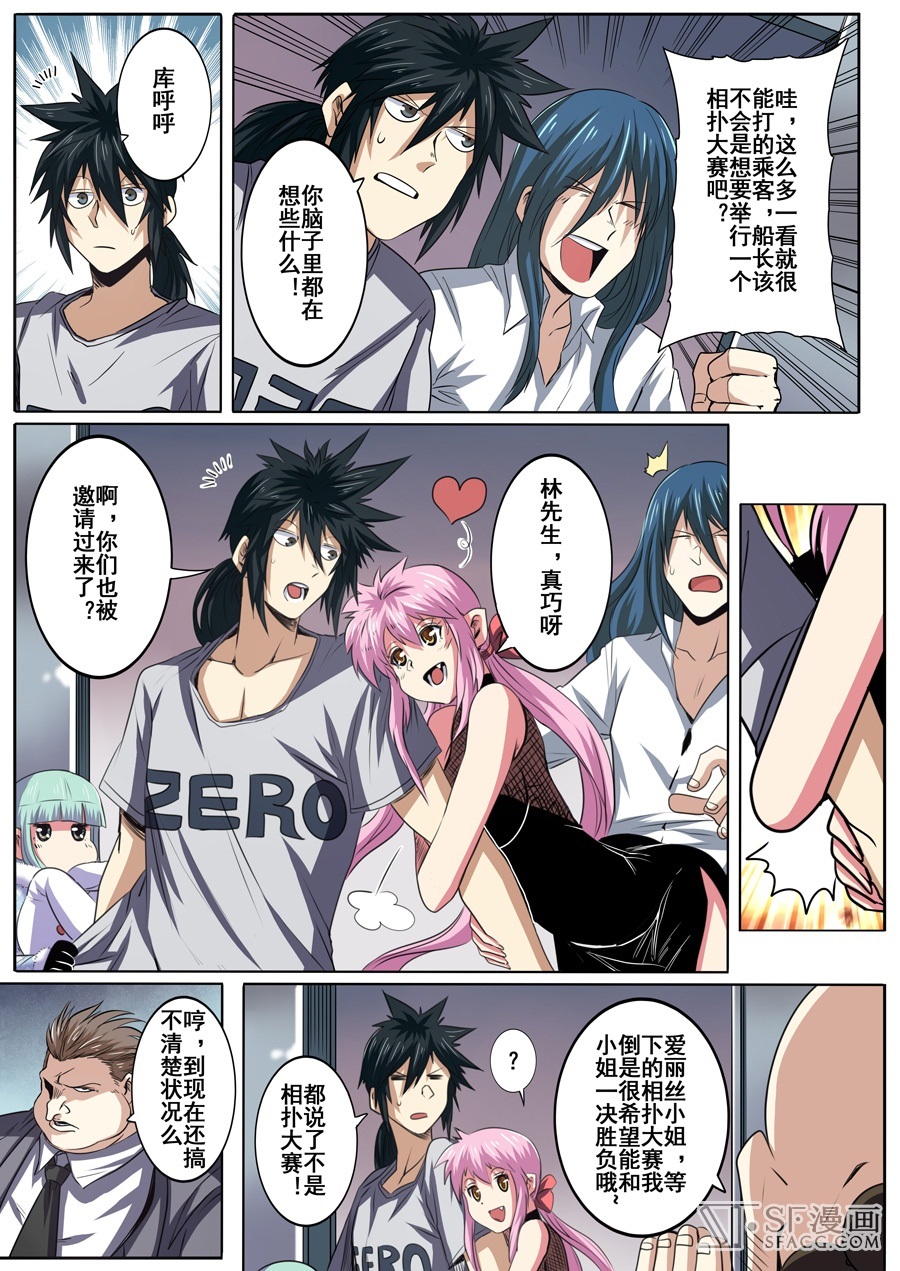 哇，这么多一看就很
能打的乘客，船长该
不会是想要举行一个
相扑大赛吧？
你脑子里都在
想些什么！
库呼呼
林先生，真巧呀
啊，你们也被
邀请过来了？
ZERO
爱丽丝小姐，等
下的相扑大赛我
倒是很希望能和
小姐一决胜负哦~
？
都说了不是
相扑大赛！
ZERO
哼，到现在还搞
不清楚状况么
SF漫画
SFACG.COM